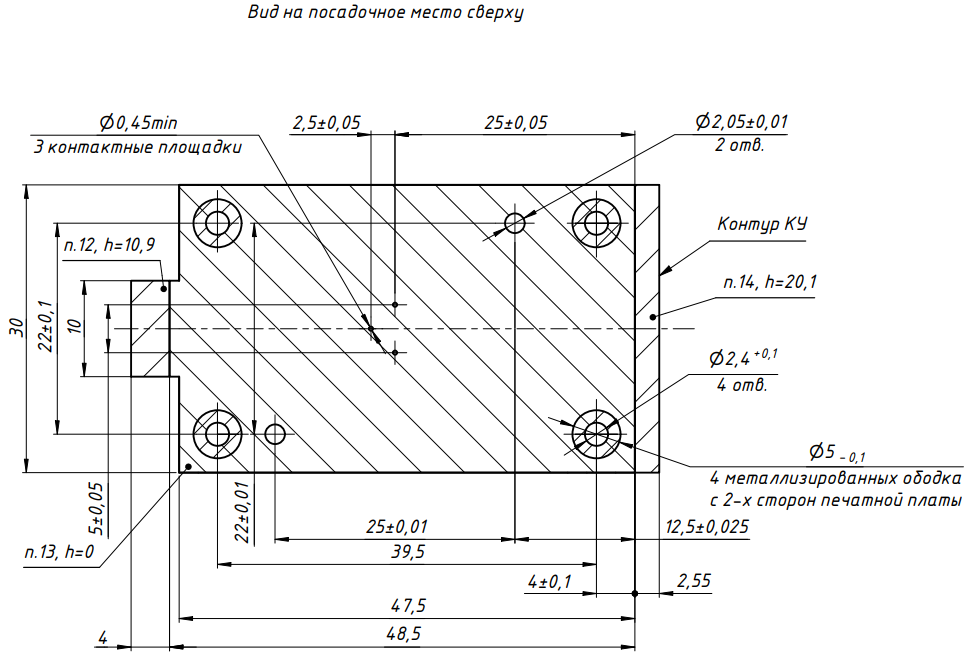 Вид на посадочное место сверху
Ø0,45min
3 контактные площадки
2,5±0,05
25±0,05
Ø2,05±0,01
2 отв.
п.12, h=10,9
Контур КУ
п.14, h=20,1
30
22±0,1
10
Ø2,4 +0,1
4 отв.
5±0,05
22±0,01
Ø5 -0,1
4 металлизированных ободка
с 2-х сторон печатной платы
п.13, h=0
25±0,01
12,5±0,025
39,5
4±0,1
2,55
47,5
4
48,5